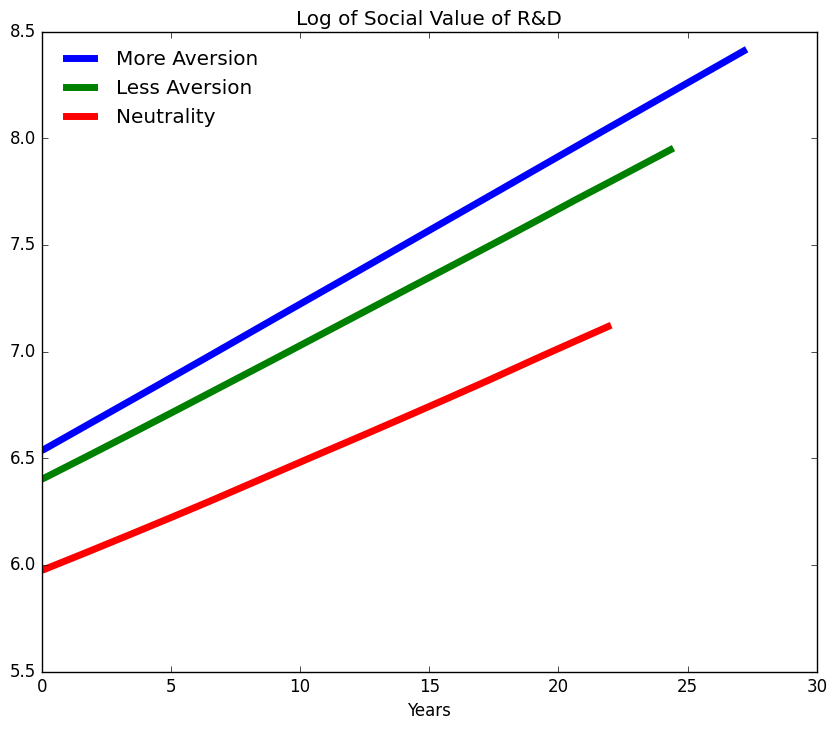 Log of Social Value of R&D
8.5
More Aversion
Less Aversion
Neutrality
8.0
7.5
7.0
6.5
6.0
5.5
0 5 10 15 20 25 30
Years